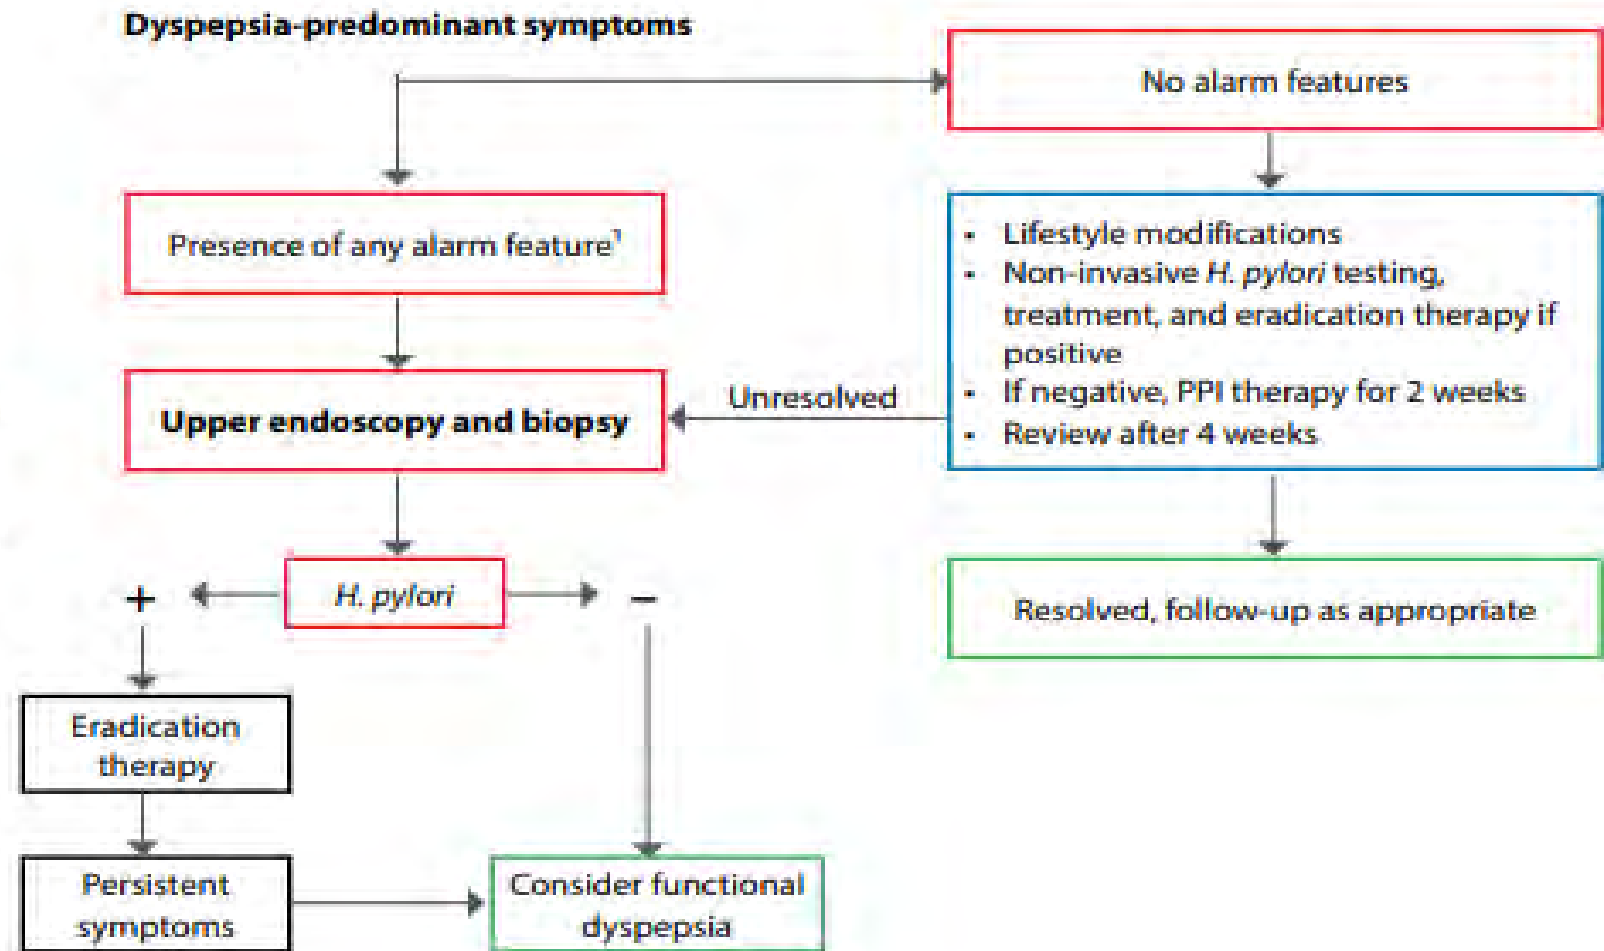 Dyspepsia-predominant symptoms
No alarm features
Presence of any alarm feature¹
• Lifestyle modifications
• Non-invasive H. pylori testing,
treatment, and eradication therapy if
positive
• If negative, PPI therapy for 2 weeks
• Review after 4 weeks
Unresolved
Upper endoscopy and biopsy
+
H. pylori
−
Resolved, follow-up as appropriate
Eradication
therapy
Persistent
symptoms
Consider functional
dyspepsia